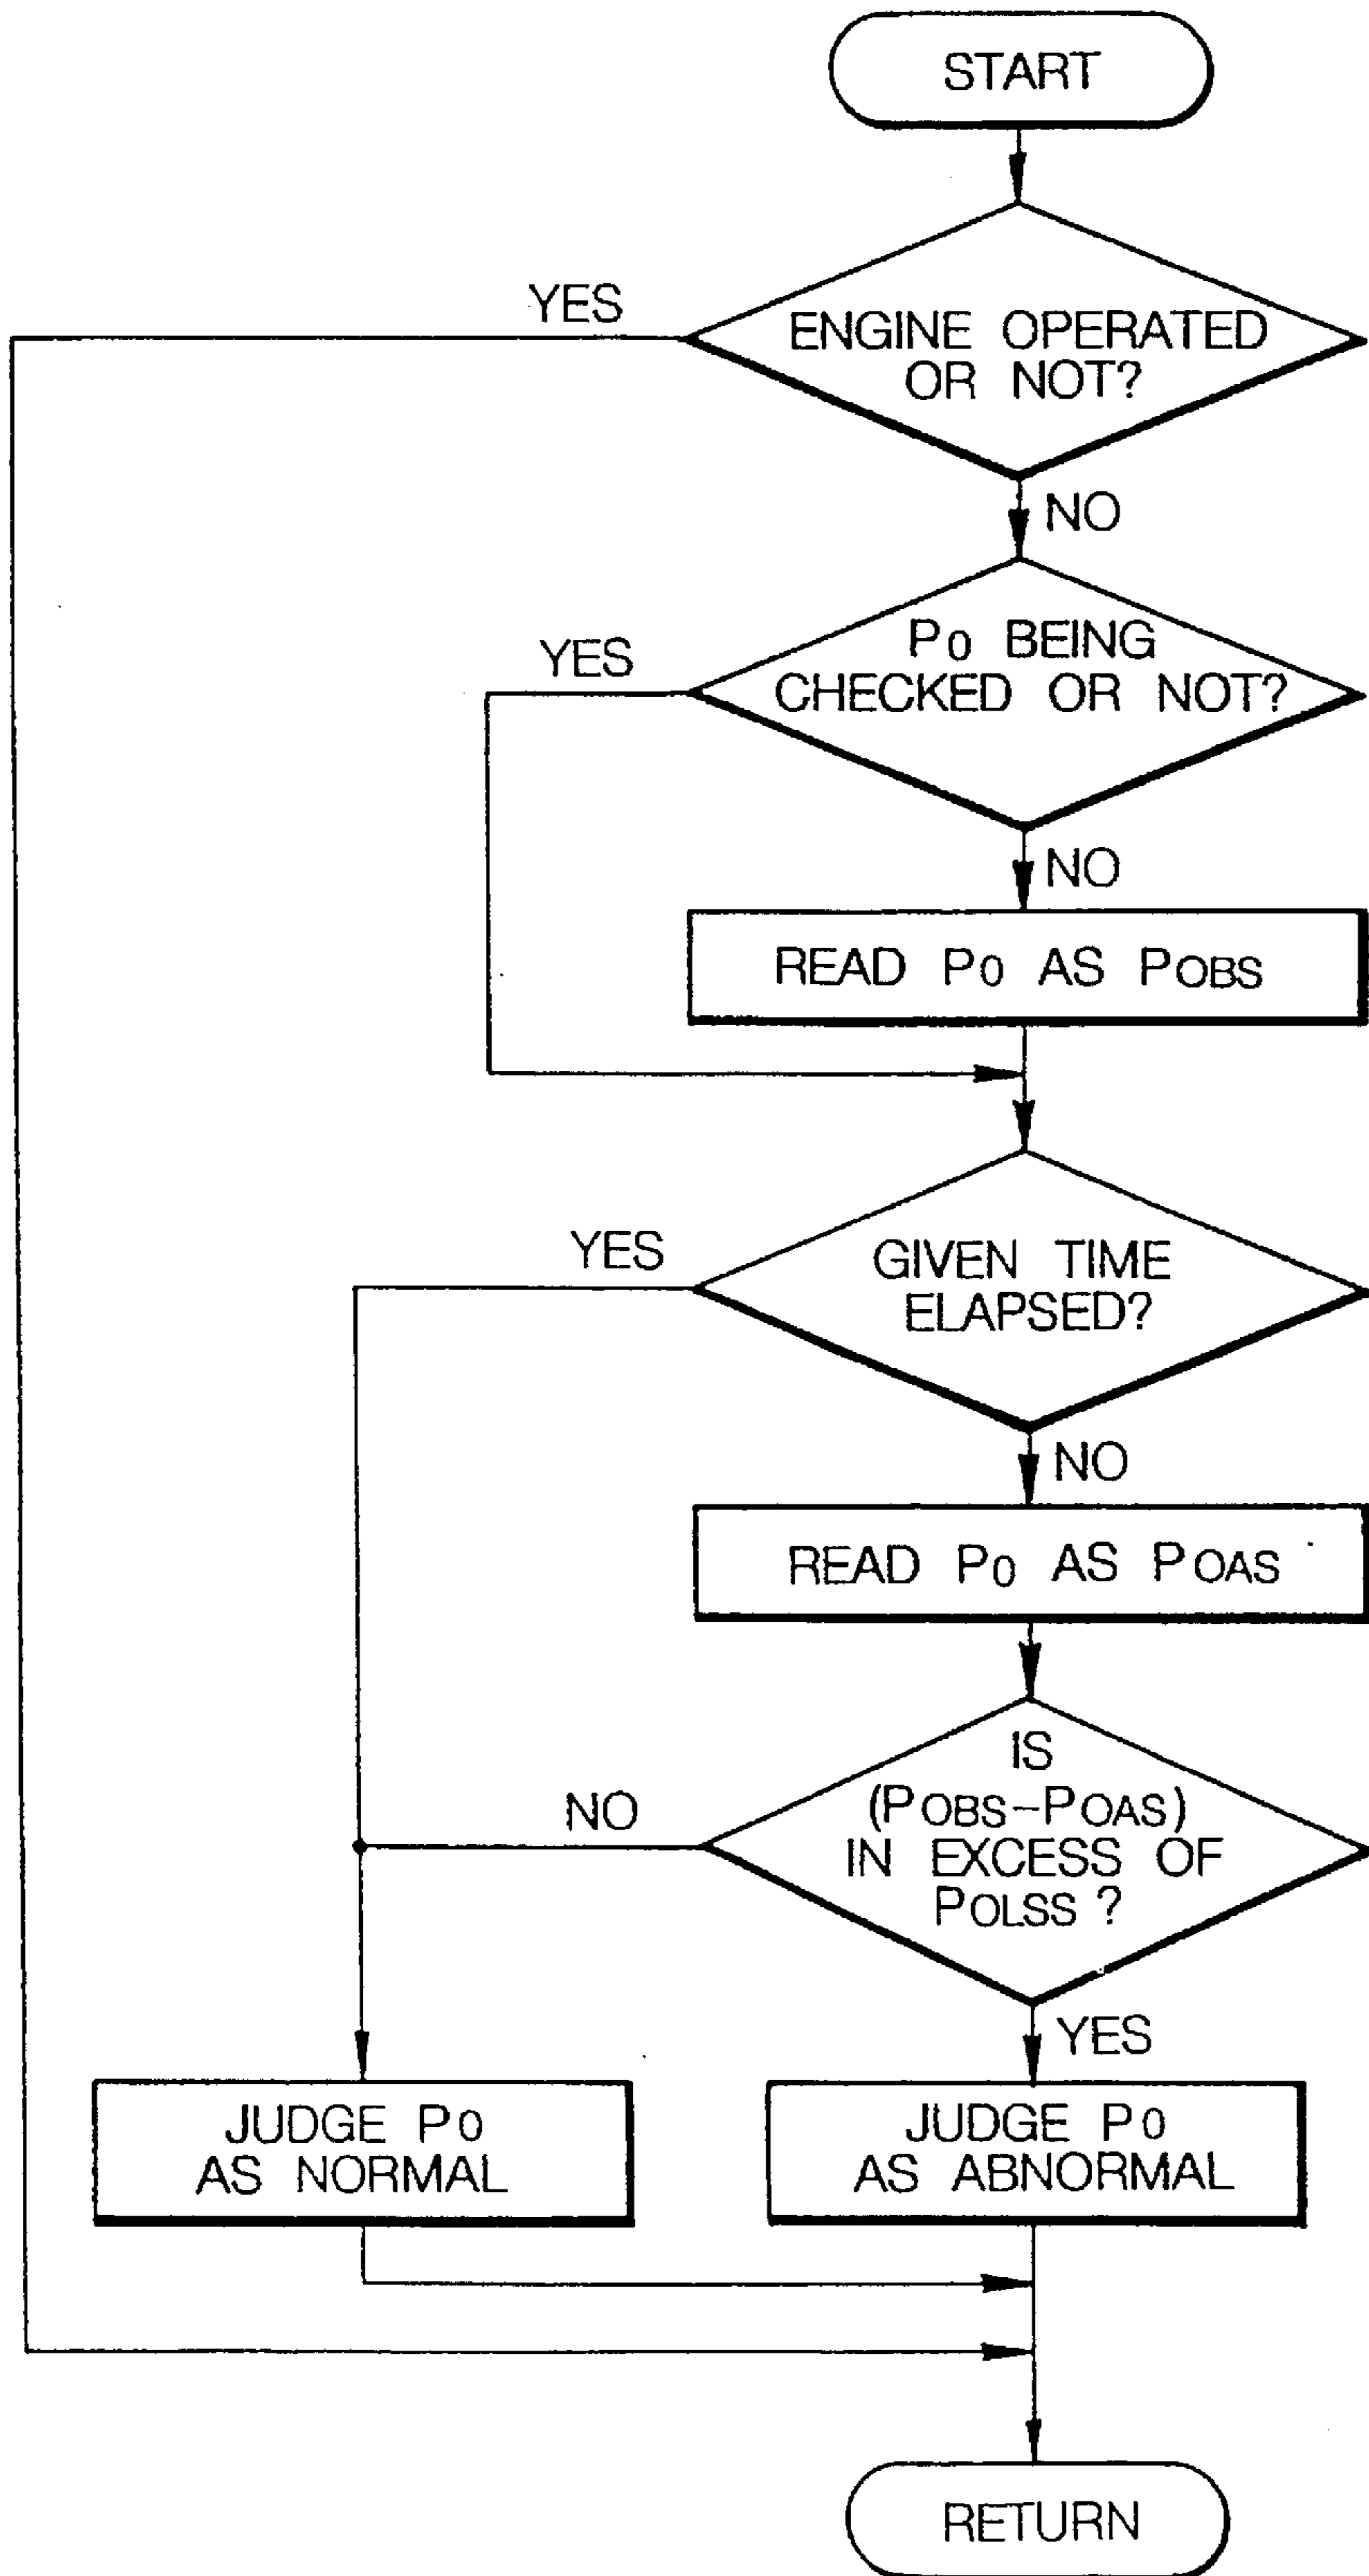 START
YES
ENGINE OPERATED
OR NOT?
NO
YES
P0 BEING
CHECKED OR NOT?
NO
READ P0 AS POBS
YES
GIVEN TIME
ELAPSED?
NO
READ P0 AS POAS
NO
IS
(POBS-POAS)
IN EXCESS OF
POLSS ?
YES
JUDGE P0
AS NORMAL
JUDGE P0
AS ABNORMAL
RETURN